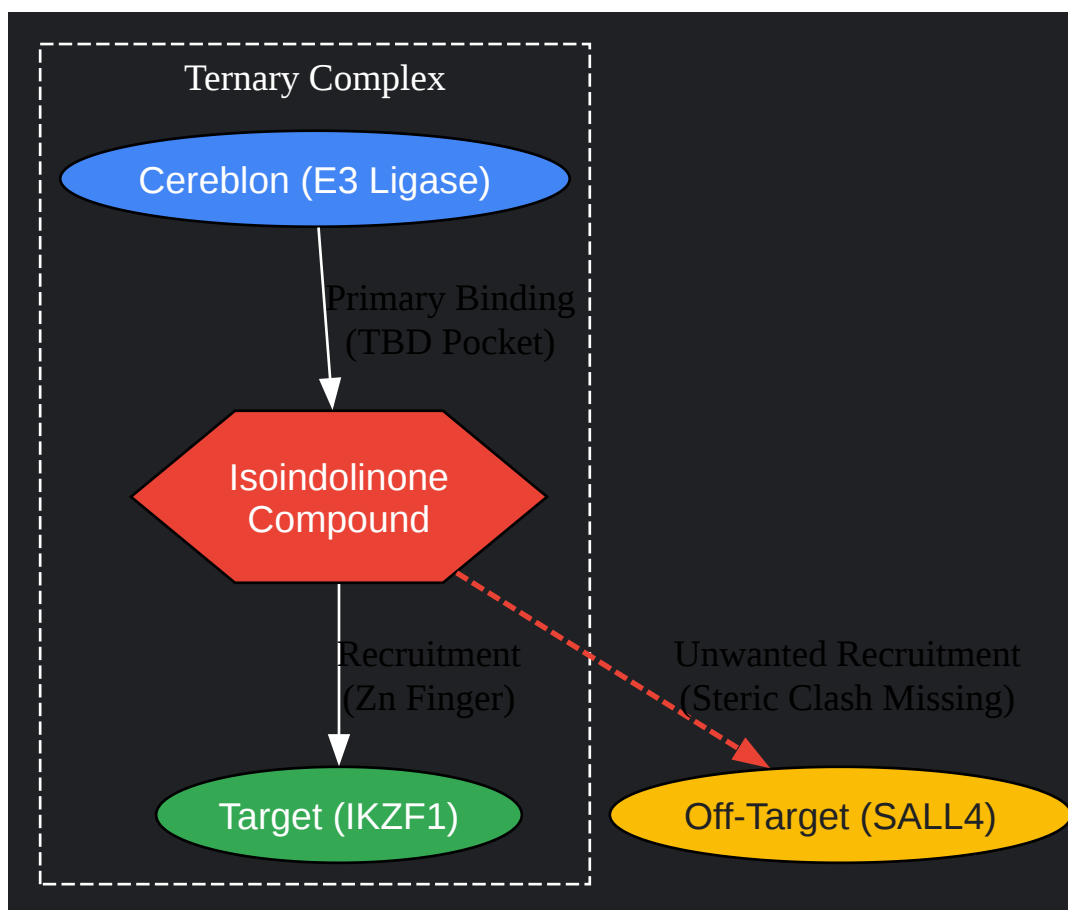 Ternary Complex
Cereblon (E3 Ligase)
Primary Binding
(TBD Pocket)
Isoindolinone
Compound
Recruitment
(Zn Finger)
Unwanted Recruitment
(Steric Clash Missing)
Target (IKZF1)
Off-Target (SALL4)